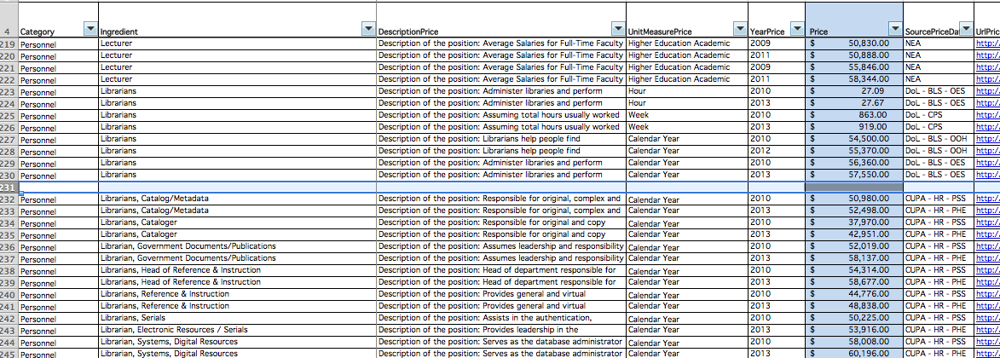 4 Category Ingredient DescriptionPrice UnitMeasurePrice YearPrice Price SourcePriceDa UrlPric
219 Personnel Lecturer Description of the position: Average Salaries for Full-Time Faculty Higher Education Academic 2009 $ 50,830.00 NEA http:/
220 Personnel Lecturer Description of the position: Average Salaries for Full-Time Faculty Higher Education Academic 2011 $ 50,888.00 NEA http:/
221 Personnel Lecturer Description of the position: Average Salaries for Full-Time Faculty Higher Education Academic 2009 $ 55,846.00 NEA http:/
222 Personnel Lecturer Description of the position: Average Salaries for Full-Time Faculty Higher Education Academic 2011 $ 58,344.00 NEA http:/
223 Personnel Librarians Description of the position: Administer libraries and perform Hour 2010 $ 27.09 DoL - BLS - OES http:/
224 Personnel Librarians Description of the position: Administer libraries and perform Hour 2013 $ 27.67 DoL - BLS - OES http:/
225 Personnel Librarians Description of the position: Assuming total hours usually worked Week 2010 $ 863.00 DoL - CPS http:/
226 Personnel Librarians Description of the position: Assuming total hours usually worked Week 2013 $ 919.00 DoL - CPS http:/
227 Personnel Librarians Description of the position: Librarians help people find Calendar Year 2010 $ 54,500.00 DoL - BLS - OOH http:/
228 Personnel Librarians Description of the position: Librarians help people find Calendar Year 2012 $ 55,370.00 DoL - BLS - OOH http:/
229 Personnel Librarians Description of the position: Administer libraries and perform Calendar Year 2010 $ 56,360.00 DoL - BLS - OES http:/
230 Personnel Librarians Description of the position: Administer libraries and perform Calendar Year 2013 $ 57,550.00 DoL - BLS - OES http:/
231
232 Personnel Librarians, Catalog/Metadata Description of the position: Responsible for original, complex and Calendar Year 2010 $ 50,980.00 CUPA - HR - PSS http:/
233 Personnel Librarians, Catalog/Metadata Description of the position: Responsible for original, complex and Calendar Year 2013 $ 52,498.00 CUPA - HR - PHE http:/
234 Personnel Librarians, Cataloger Description of the position: Responsible for original and copy Calendar Year 2010 $ 37,970.00 CUPA - HR - PSS http:/
235 Personnel Librarians, Cataloger Description of the position: Responsible for original and copy Calendar Year 2013 $ 42,951.00 CUPA - HR - PHE http:/
236 Personnel Librarian, Government Documents/Publications Description of the position: Assumes leadership and responsibility Calendar Year 2010 $ 52,019.00 CUPA - HR - PSS http:/
237 Personnel Librarian, Government Documents/Publications Description of the position: Assumes leadership and responsibility Calendar Year 2013 $ 58,137.00 CUPA - HR - PHE http:/
238 Personnel Librarians, Head of Reference & Instruction Description of the position: Head of department responsible for Calendar Year 2010 $ 54,314.00 CUPA - HR - PSS http:/
239 Personnel Librarians, Head of Reference & Instruction Description of the position: Head of department responsible for Calendar Year 2013 $ 58,677.00 CUPA - HR - PHE http:/
240 Personnel Librarians, Reference & Instruction Description of the position: Provides general and virtual Calendar Year 2010 $ 44,776.00 CUPA - HR - PSS http:/
241 Personnel Librarians, Reference & Instruction Description of the position: Provides general and virtual Calendar Year 2013 $ 48,838.00 CUPA - HR - PHE http:/
242 Personnel Librarians, Serials Description of the position: Assists in the authentication, Calendar Year 2010 $ 50,225.00 CUPA - HR - PSS http:/
243 Personnel Librarian, Electronic Resources / Serials Description of the position: Provides leadership in the Calendar Year 2013 $ 53,916.00 CUPA - HR - PHE http:/
244 Personnel Librarian, Systems, Digital Resources Description of the position: Serves as the database administrator Calendar Year 2010 $ 58,008.00 CUPA - HR - PSS http:/
245 Personnel Librarian, Systems, Digital Resources Description of the position: Serves as the database administrator Calendar Year 2013 $ 60,196.00 CUPA - HR - PHE http:/